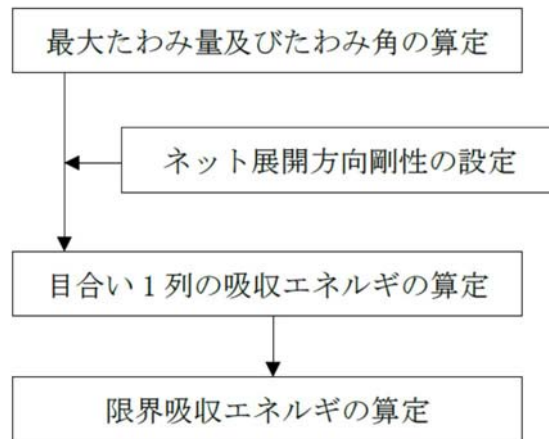 最大たわみ量及びたわみ角の算定
ネット展開方向剛性の設定
目合い1列の吸収エネルギの算定
限界吸収エネルギの算定